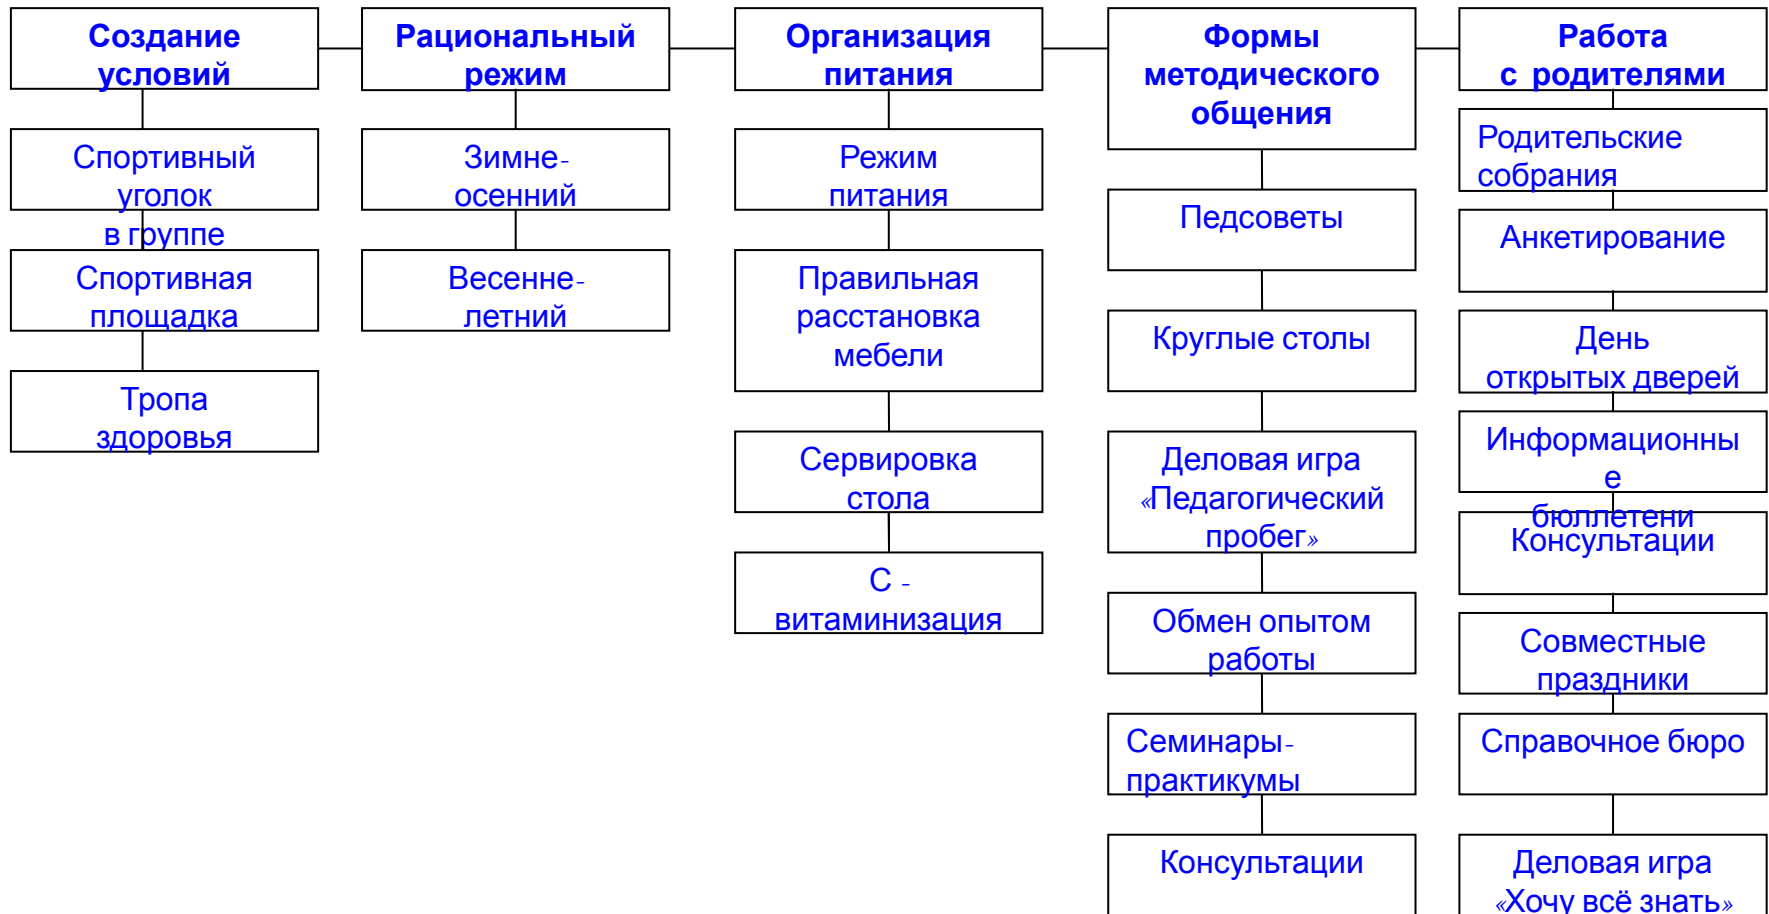 Создание
условий
Спортивный
уголок
в группе
Спортивная
площадка
Тропа
здоровья
Рациональный
режим
Зимне-
осенний
Весенне-
летний
Организация
питания
Режим
питания
Правильная
расстановка
мебели
Сервировка
стола
С -
витаминизация
Формы
методического
общения
Педсоветы
Круглые столы
Деловая игра
«Педагогический
пробег»
Обмен опытом
работы
Семинары-
практикумы
Консультации
Работа
с родителями
Родительские
собрания
Анкетирование
День
открытых дверей
Информационны
е
бюллетени
Консультации
Совместные
праздники
Справочное бюро
Деловая игра
«Хочу всё знать»